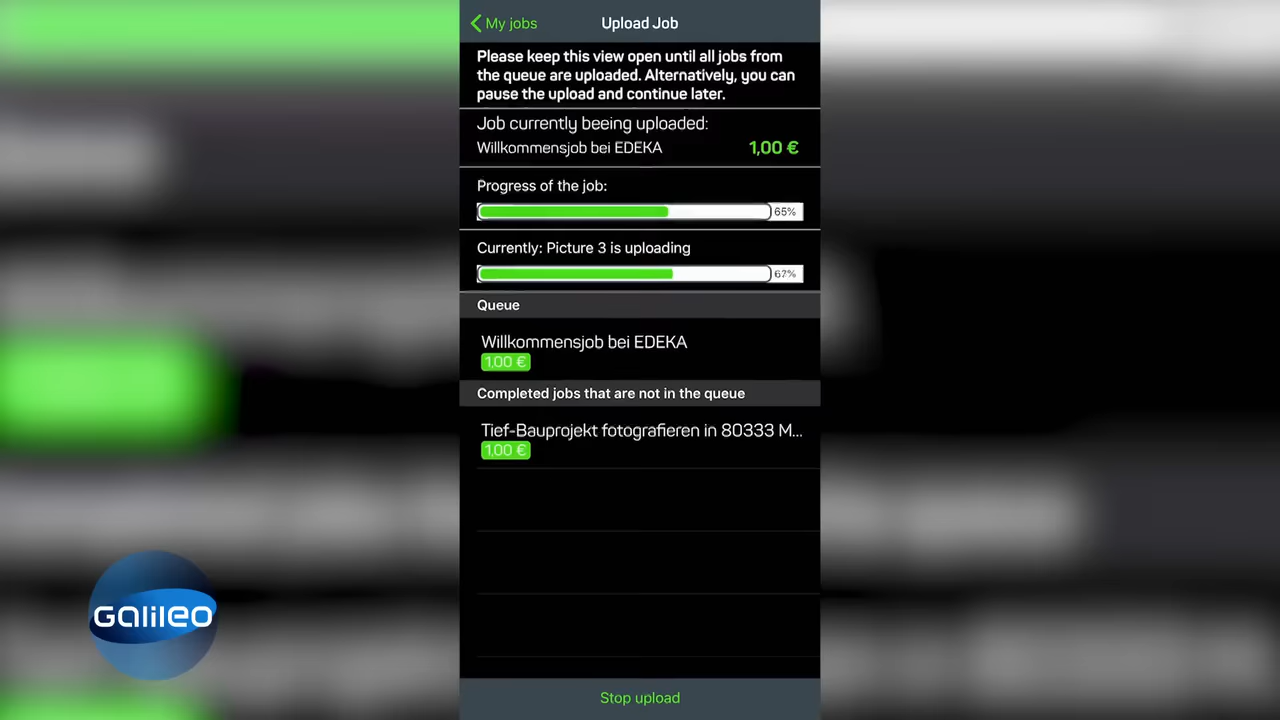 My jobs
Upload Job
Please keep this view open until all jobs from
the queue are uploaded. Alternatively, you can
pause the upload and continue later.
Job currently beeing uploaded:
Willkommensjob bei EDEKA 1,00 €
Progress of the job:
65%
Currently: Picture 3 is uploading
67%
Queue
Willkommensjob bei EDEKA
1,00 €
Completed jobs that are not in the queue
Tief-Bauprojekt fotografieren in 80333 M...
1,00 €
Stop upload
Galileo